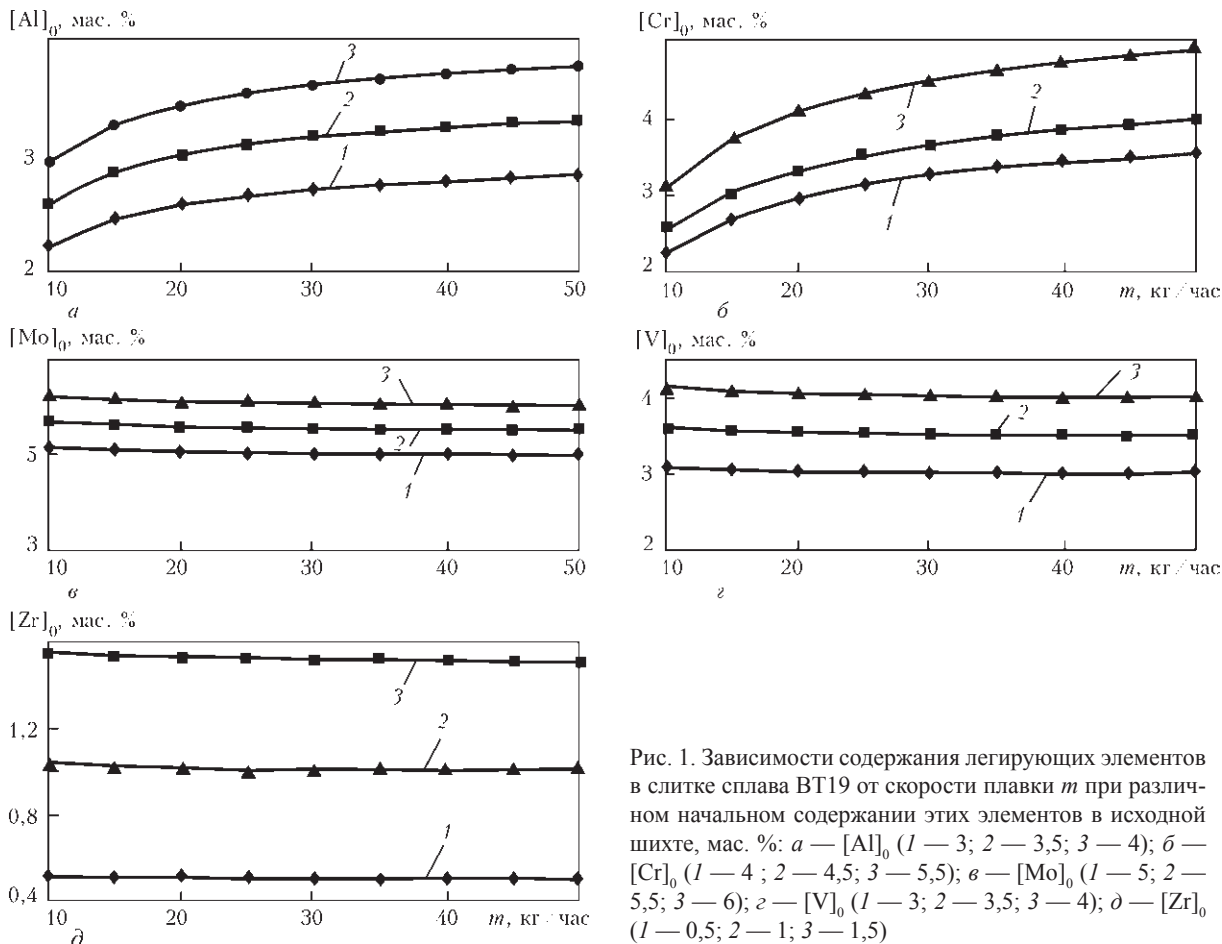 [Al]₀, мас. %
3
2
1
3
2
10 20 30 40 50
а
[Cr]₀, мас. %
2
3
1
4
3
2
10 20 30 40 m, кг/час
б
[Mo]₀, мас. %
3
2
1
5
3
10 20 30 40 50
в
[V]₀, мас. %
3
2
1
4
3
2
10 20 30 40 m, кг/час
г
[Zr]₀, мас. %
3
2
1
1,2
0,8
0,4
10 20 30 40 m, кг/час
д
Рис. 1. Зависимости содержания легирующих элементов
в слитке сплава ВТ19 от скорости плавки m при различ-
ном начальном содержании этих элементов в исходной
шихте, мас. %: а — [Al]₀ (1 — 3; 2 — 3,5; 3 — 4); б —
[Cr]₀ (1 — 4 ; 2 — 4,5; 3 — 5,5); в — [Mo]₀ (1 — 5; 2 —
5,5; 3 — 6); г — [V]₀ (1 — 3; 2 — 3,5; 3 — 4); д — [Zr]₀
(1 — 0,5; 2 — 1; 3 — 1,5)